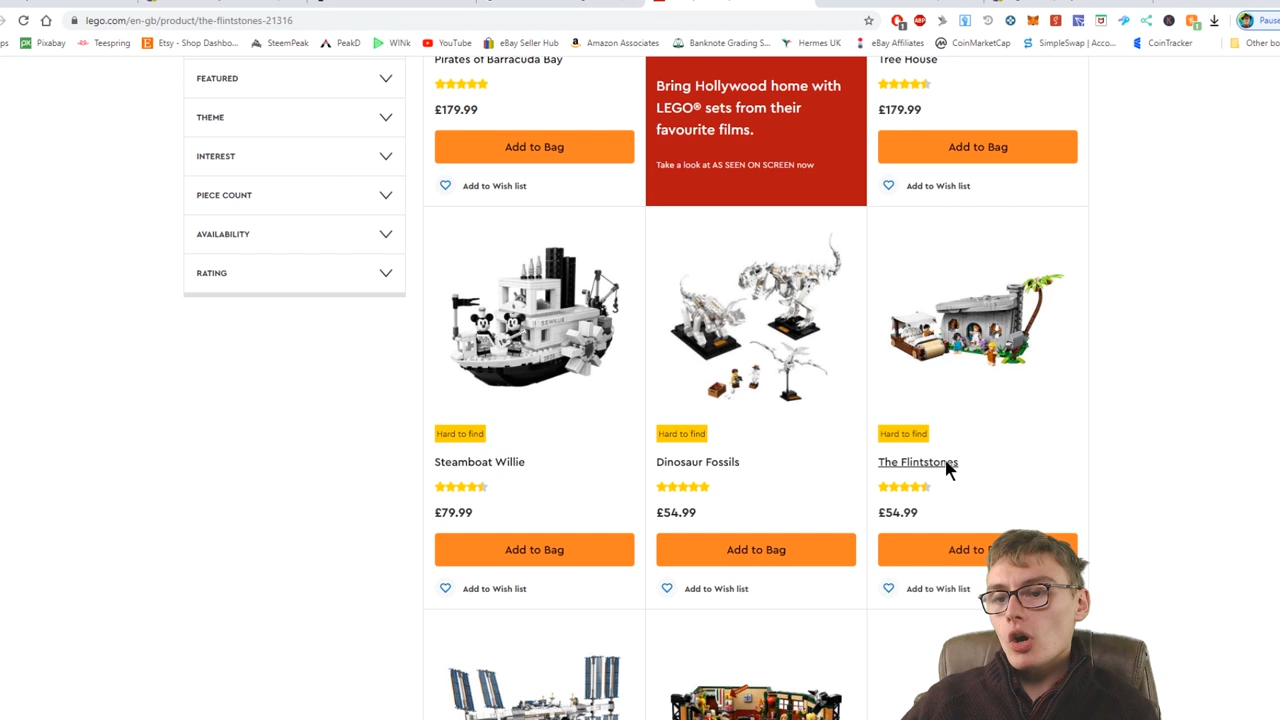 lego.com/en-gb/product/the-flintstones-21316
Pause
Pixabay
Teespring
Etsy - Shop Dashbo...
SteemPeak
PeakD
WINk
YouTube
eBay Seller Hub
Amazon Associates
Banknote Grading S...
Hermes UK
eBay Affiliates
CoinMarketCap
SimpleSwap | Acco...
CoinTracker
Other bo
FEATURED
THEME
INTEREST
PIECE COUNT
AVAILABILITY
RATING
Pirates of Barracuda Bay
£179.99
Add to Bag
Add to Wish list
Bring Hollywood home with
LEGO® sets from their
favourite films.
Take a look at AS SEEN ON SCREEN now
Tree House
£179.99
Add to Bag
Add to Wish list
Hard to find
Steamboat Willie
£79.99
Add to Bag
Add to Wish list
Hard to find
Dinosaur Fossils
£54.99
Add to Bag
Add to Wish list
Hard to find
The Flintstones
£54.99
Add to
Add to Wish list